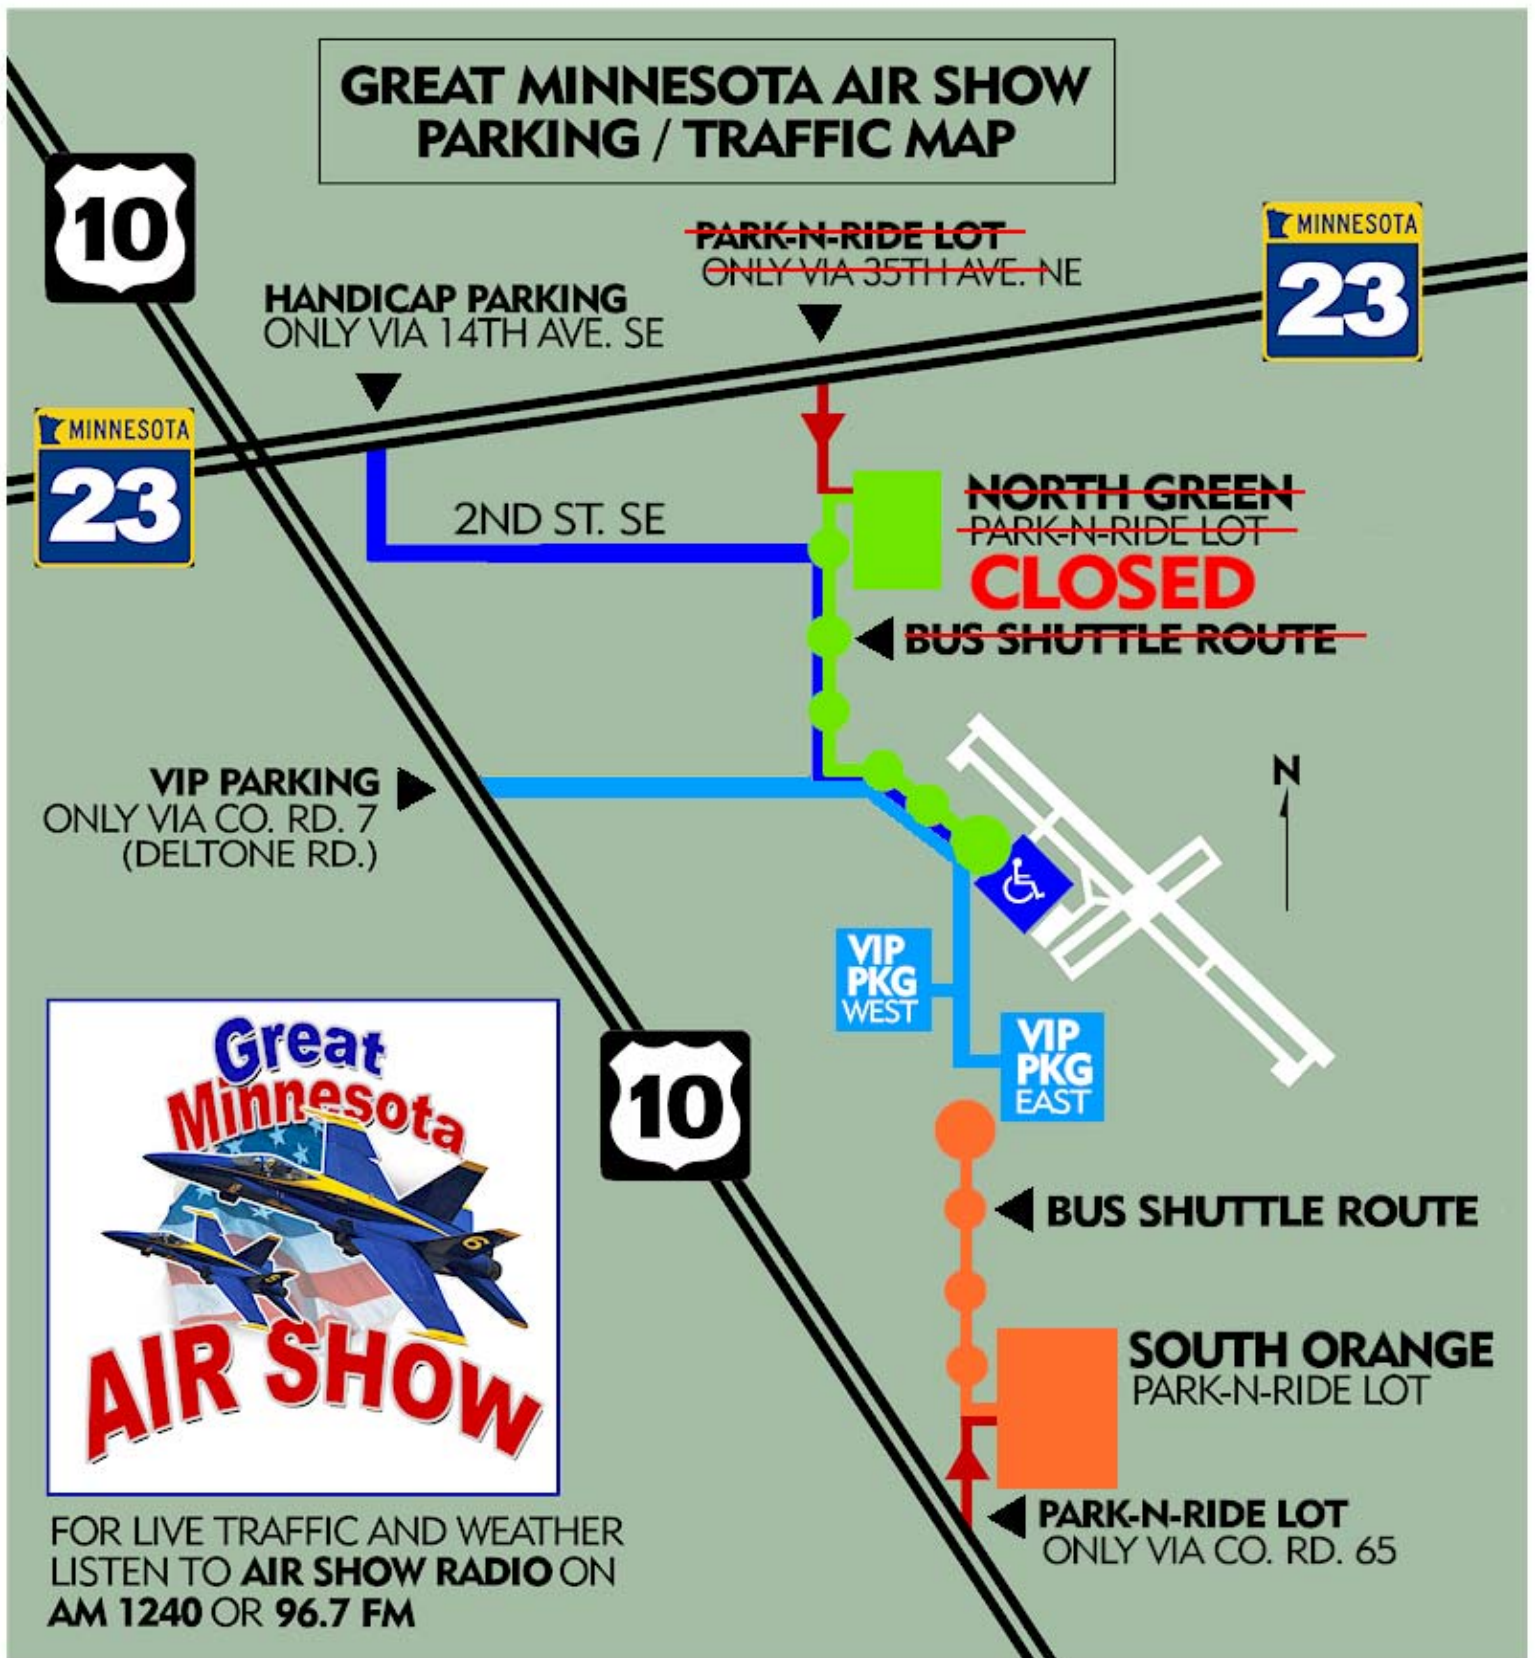 GREAT MINNESOTA AIR SHOW
PARKING / TRAFFIC MAP
10
PARK-N-RIDE LOT
ONLY VIA 35TH AVE. NE
MINNESOTA
23
HANDICAP PARKING
ONLY VIA 14TH AVE. SE
MINNESOTA
23
2ND ST. SE
NORTH GREEN
PARK-N-RIDE LOT
CLOSED
BUS SHUTTLE ROUTE
VIP PARKING
ONLY VIA CO. RD. 7
(DELTONE RD.)
N
VIP
PKG
WEST
VIP
PKG
EAST
10
Great
Minnesota
AIR SHOW
6
BUS SHUTTLE ROUTE
SOUTH ORANGE
PARK-N-RIDE LOT
PARK-N-RIDE LOT
ONLY VIA CO. RD. 65
FOR LIVE TRAFFIC AND WEATHER
LISTEN TO AIR SHOW RADIO ON
AM 1240 OR 96.7 FM